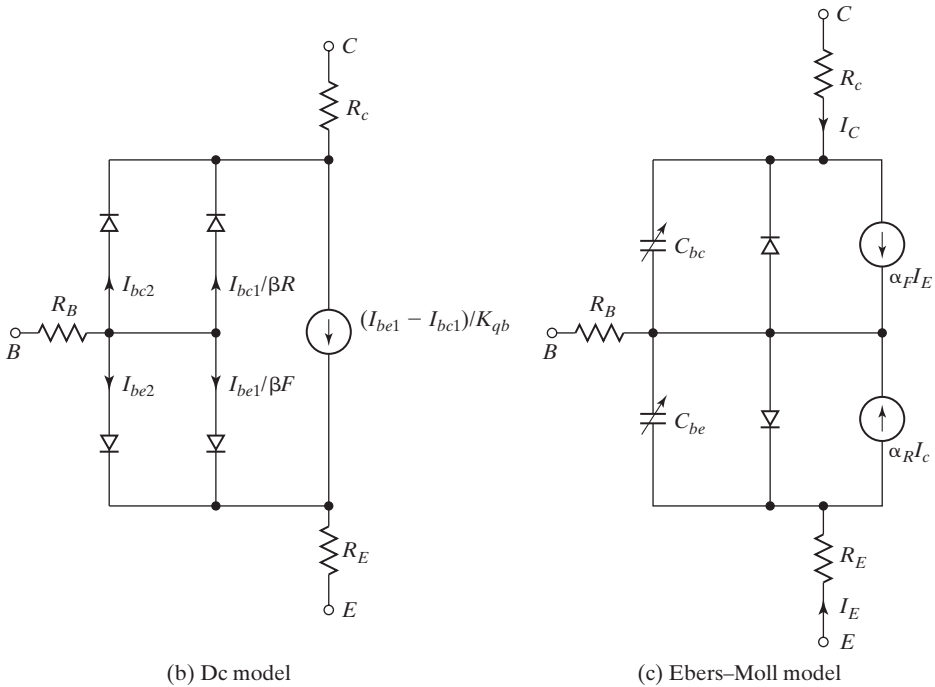 C
R_c
I_bc2
I_bc1/βR
R_B
B
(I_be1 − I_bc1)/K_qb
I_be2
I_be1/βF
R_E
E
(b) Dc model
C
R_c
I_C
C_bc
α_F I_E
R_B
B
C_be
α_R I_c
R_E
I_E
E
(c) Ebers–Moll model